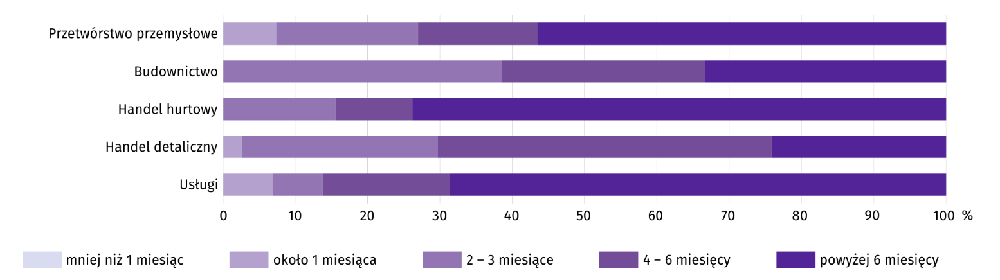 Przetwórstwo przemysłowe
Budownictwo
Handel hurtowy
Handel detaliczny
Usługi
0 10 20 30 40 50 60 70 80 90 100 %
mniej niż 1 miesiąc około 1 miesiąca 2 – 3 miesiące 4 – 6 miesięcy powyżej 6 miesięcy